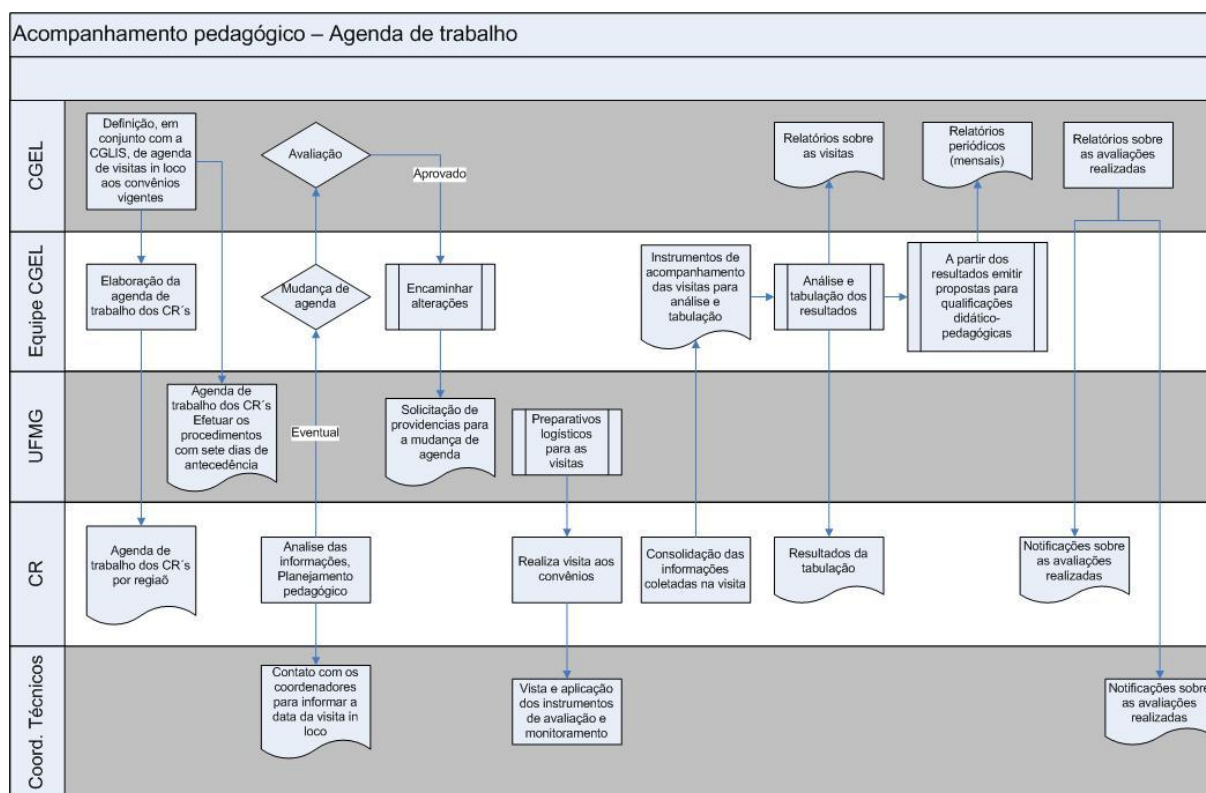 Acompanhamento pedagógico – Agenda de trabalho
CGEL
Definição, em
conjunto com a
CGLIS, de agenda
de visitas in loco
aos convênios
vigentes
Avaliação
Aprovado
Relatórios sobre
as visitas
Relatórios
periódicos
(mensais)
Relatórios sobre
as avaliações
realizadas
Equipe CGEL
Elaboração da
agenda de
trabalho dos CR´s
Mudança de
agenda
Encaminhar
alterações
Instrumentos de
acompanhamento
das visitas para
análise e
tabulação
Análise e
tabulação dos
resultados
A partir dos
resultados emitir
propostas para
qualificações
didático-
pedagógicas
UFMG
Agenda de
trabalho dos CR´s
Efetuar os
procedimentos
com sete dias de
antecedência
Eventual
Solicitação de
providencias para
a mudança de
agenda
Preparativos
logísticos
para as
visitas
CR
Agenda de
trabalho dos CR´s
por regiaõ
Analise das
informações,
Planejamento
pedagógico
Realiza visita aos
convênios
Consolidação das
informações
coletadas na visita
Resultados da
tabulação
Notificações sobre
as avaliações
realizadas
Coord. Técnicos
Contato com os
coordenadores
para informar a
data da visita in
loco
Vista e aplicação
dos instrumentos
de avaliação e
monitoramento
Notificações sobre
as avaliações
realizadas